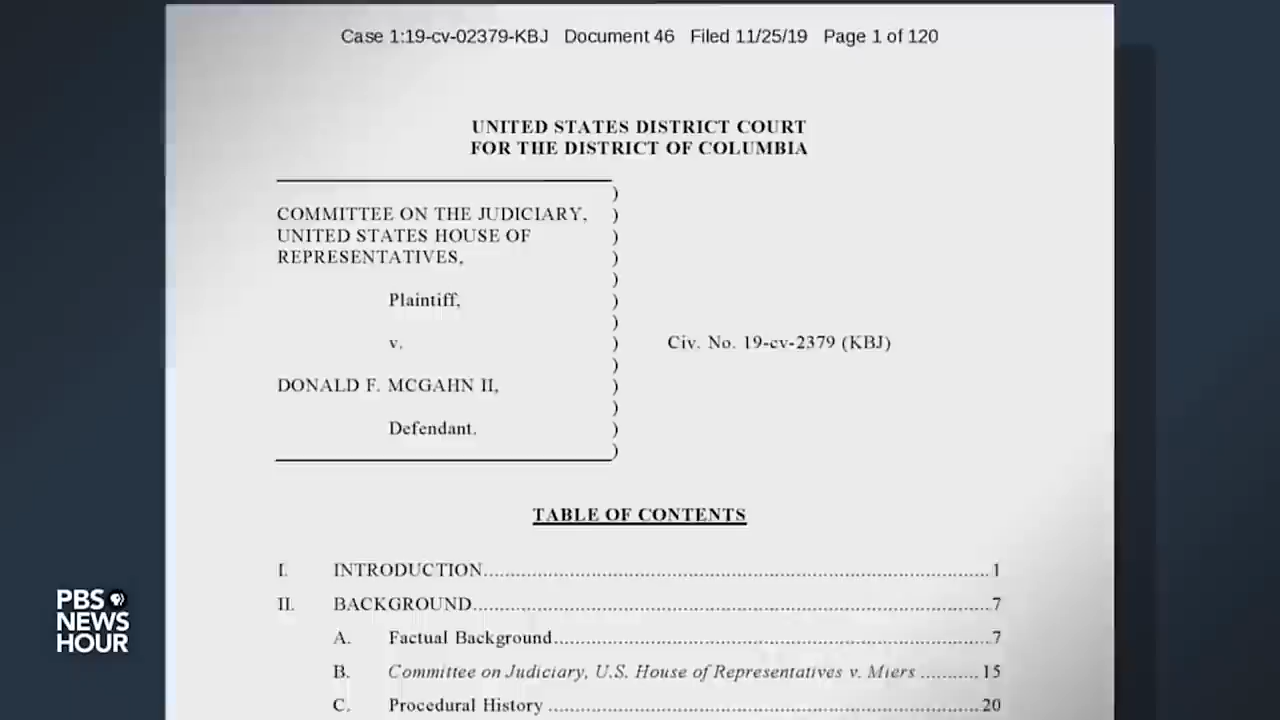 Case 1:19-cv-02379-KBJ Document 46 Filed 11/25/19 Page 1 of 120
UNITED STATES DISTRICT COURT
FOR THE DISTRICT OF COLUMBIA
)
COMMITTEE ON THE JUDICIARY, )
UNITED STATES HOUSE OF )
REPRESENTATIVES, )
)
Plaintiff, )
)
v. ) Civ. No. 19-cv-2379 (KBJ)
)
DONALD F. MCGAHN II, )
)
Defendant. )
)
TABLE OF CONTENTS
I. INTRODUCTION.......................................................................................... 1
II. BACKGROUND............................................................................................ 7
A. Factual Background............................................................................. 7
B. Committee on Judiciary, U.S. House of Representatives v. Miers ........... 15
C. Procedural History .............................................................................. 20
PBS
NEWS
HOUR